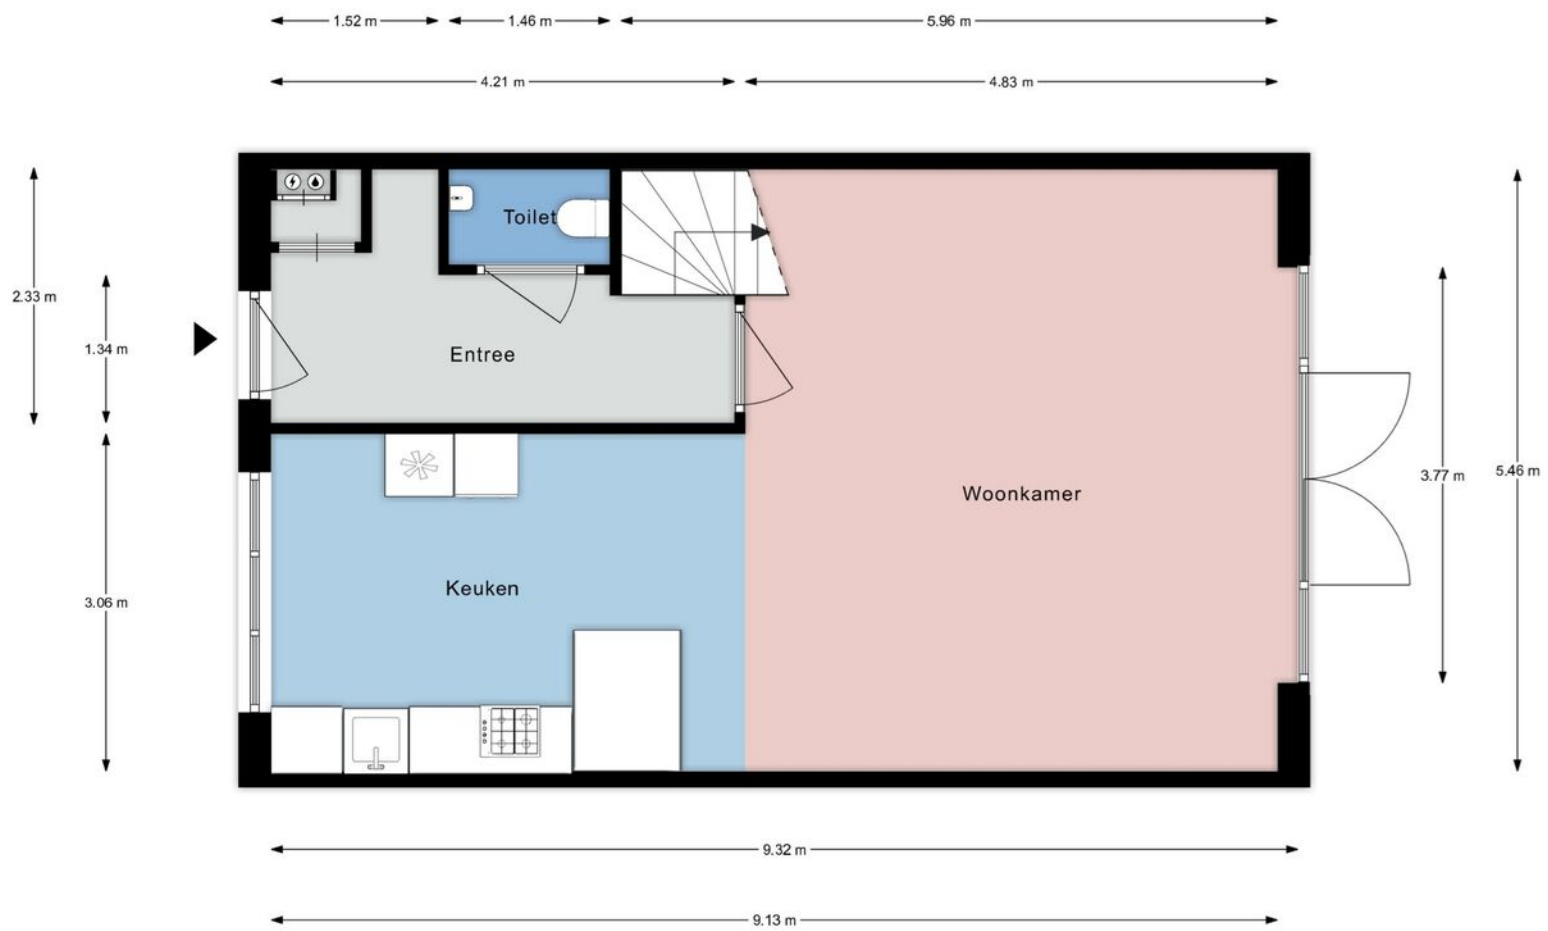 1.52 m
1.46 m
5.96 m
4.21 m
4.83 m
Toilet
2.33 m
1.34 m
Entree
3.77 m
5.46 m
Woonkamer
Keuken
3.06 m
9.32 m
9.13 m